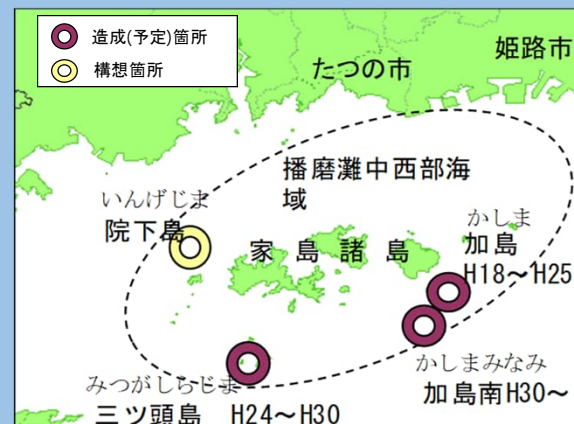 造成(予定)箇所
構想箇所
姫路市
たつの市
播磨灘中西部海
域
いんげじま
院下島
家島諸島
かしま
加島
H18～H25
かしまみなみ
加島南H30～
みつがしらじま
三ツ頭島 H24～H30